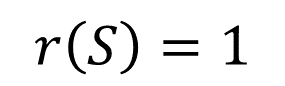 r(S) = 1